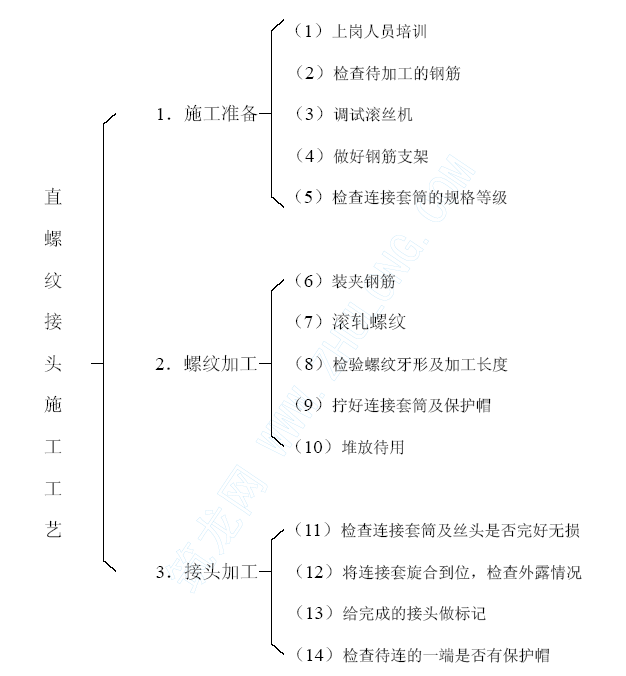 直螺纹接头施工工艺
1．施工准备
（1）上岗人员培训
（2）检查待加工的钢筋
（3）调试滚丝机
（4）做好钢筋支架
（5）检查连接套筒的规格等级
2．螺纹加工
（6）装夹钢筋
（7）滚轧螺纹
（8）检验螺纹牙形及加工长度
（9）拧好连接套筒及保护帽
（10）堆放待用
3．接头加工
（11）检查连接套筒及丝头是否完好无损
（12）将连接套旋合到位，检查外露情况
（13）给完成的接头做标记
（14）检查待连的一端是否有保护帽
筑龙网 WWW.ZHULONG.COM